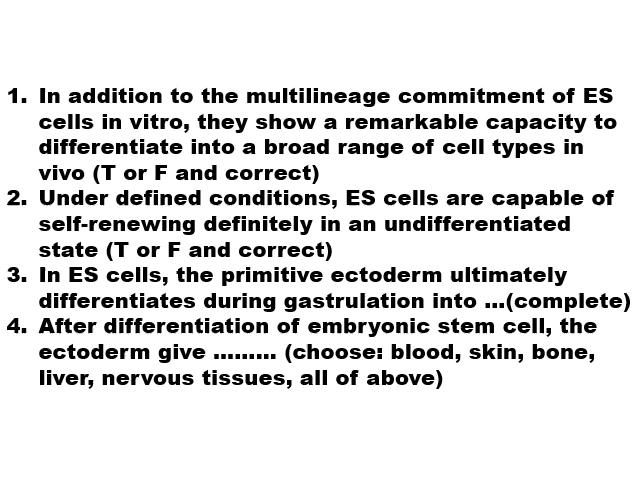 1. In addition to the multilineage commitment of ES
cells in vitro, they show a remarkable capacity to
differentiate into a broad range of cell types in
vivo (T or F and correct)
2. Under defined conditions, ES cells are capable of
self-renewing definitely in an undifferentiated
state (T or F and correct)
3. In ES cells, the primitive ectoderm ultimately
differentiates during gastrulation into ...(complete)
4. After differentiation of embryonic stem cell, the
ectoderm give ......... (choose: blood, skin, bone,
liver, nervous tissues, all of above)